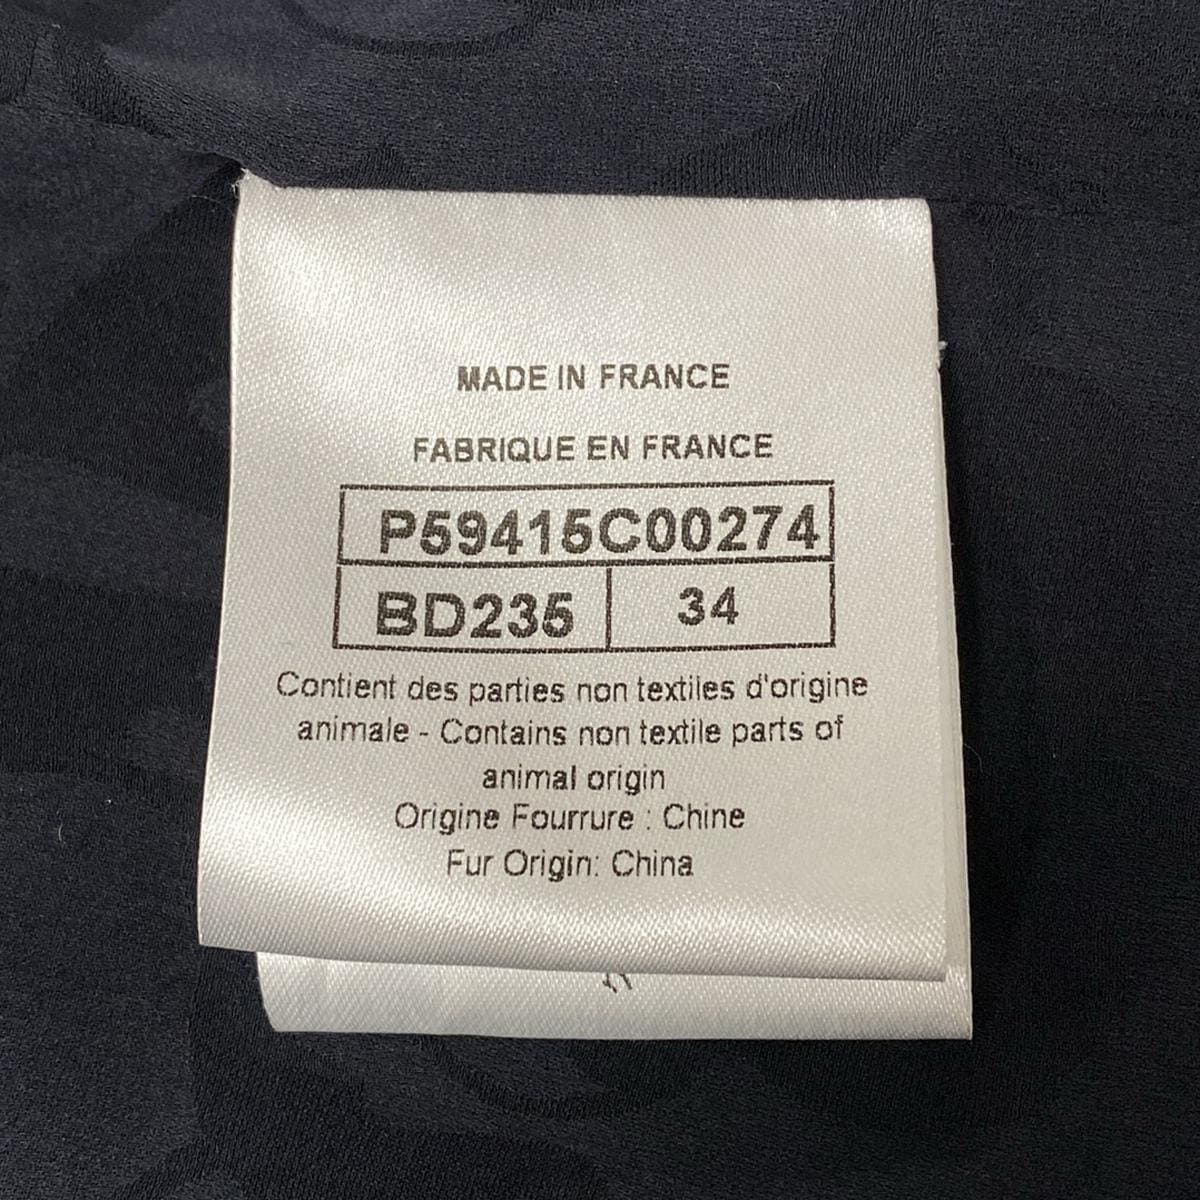 MADE IN FRANCE
FABRIQUE EN FRANCE
P59415C00274
BD235 34
Contient des parties non textiles d'origine
animale - Contains non textile parts of
animal origin
Origine Fourrure : Chine
Fur Origin: China